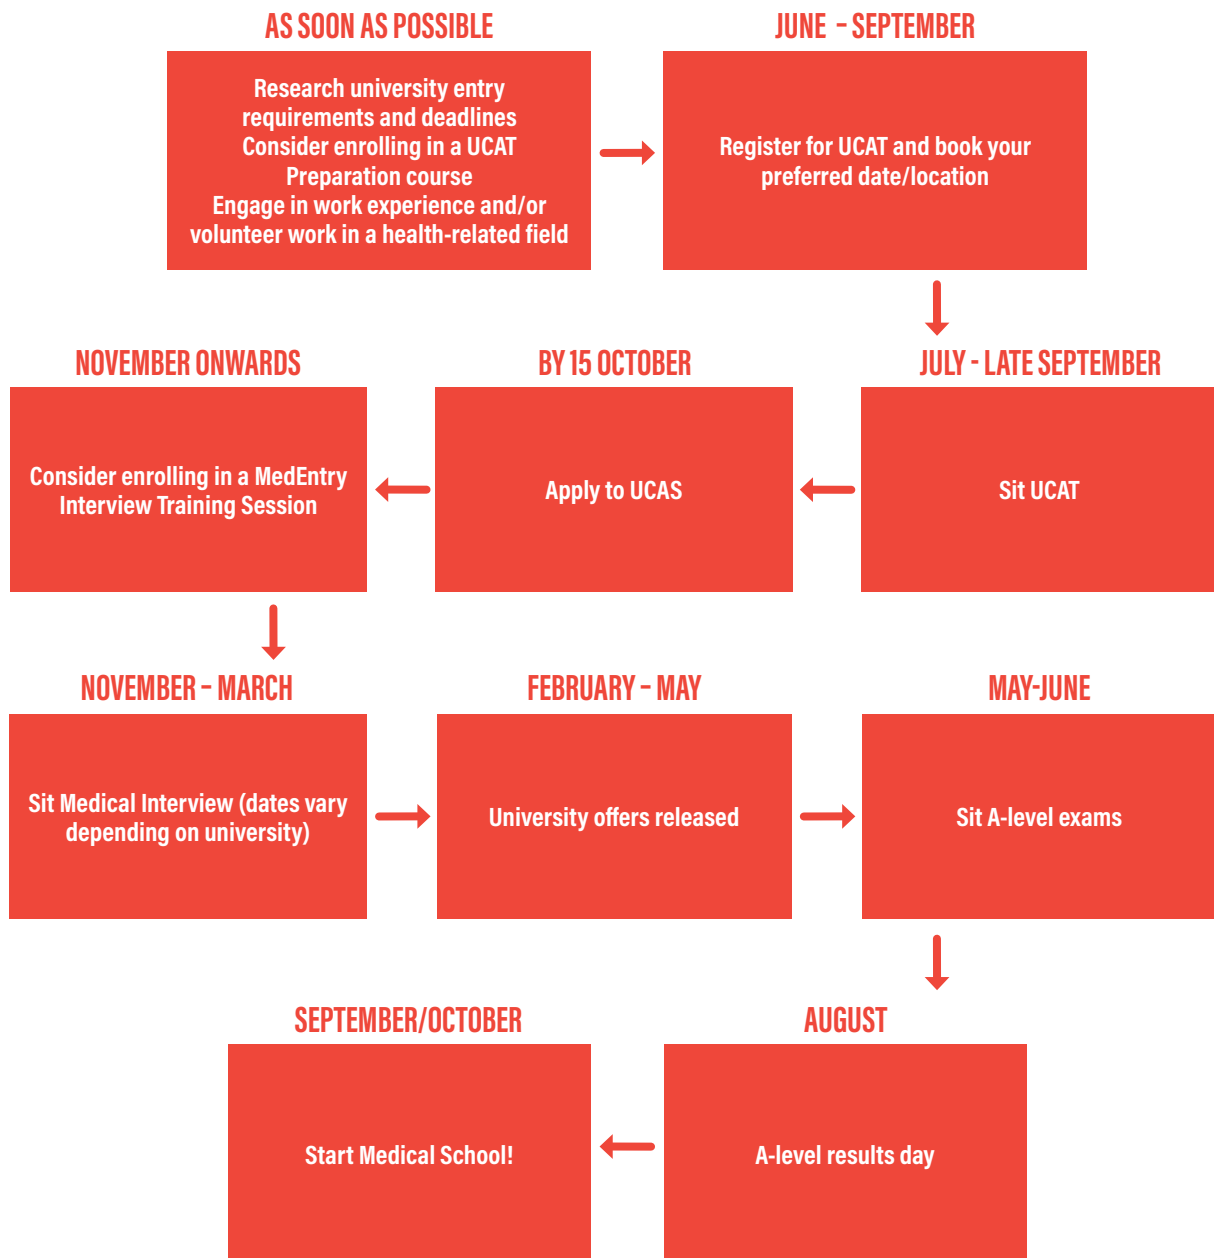 AS SOON AS POSSIBLE
Research university entry
requirements and deadlines
Consider enrolling in a UCAT
Preparation course
Engage in work experience and/or
volunteer work in a health-related field
JUNE – SEPTEMBER
Register for UCAT and book your
preferred date/location
JULY - LATE SEPTEMBER
Sit UCAT
BY 15 OCTOBER
Apply to UCAS
NOVEMBER ONWARDS
Consider enrolling in a MedEntry
Interview Training Session
NOVEMBER – MARCH
Sit Medical Interview (dates vary
depending on university)
FEBRUARY – MAY
University offers released
MAY-JUNE
Sit A-level exams
AUGUST
A-level results day
SEPTEMBER/OCTOBER
Start Medical School!